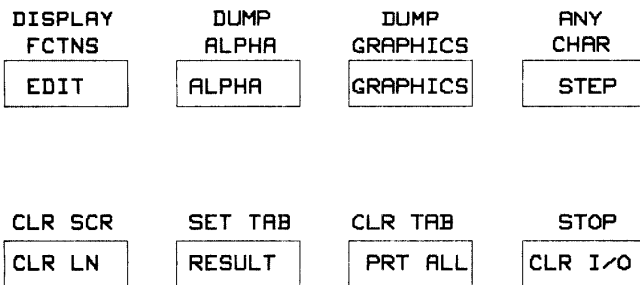 DISPLAY DUMP DUMP ANY
FCTNS ALPHA GRAPHICS CHAR
EDIT ALPHA GRAPHICS STEP
CLR SCR SET TAB CLR TAB STOP
CLR LN RESULT PRT ALL CLR I/O